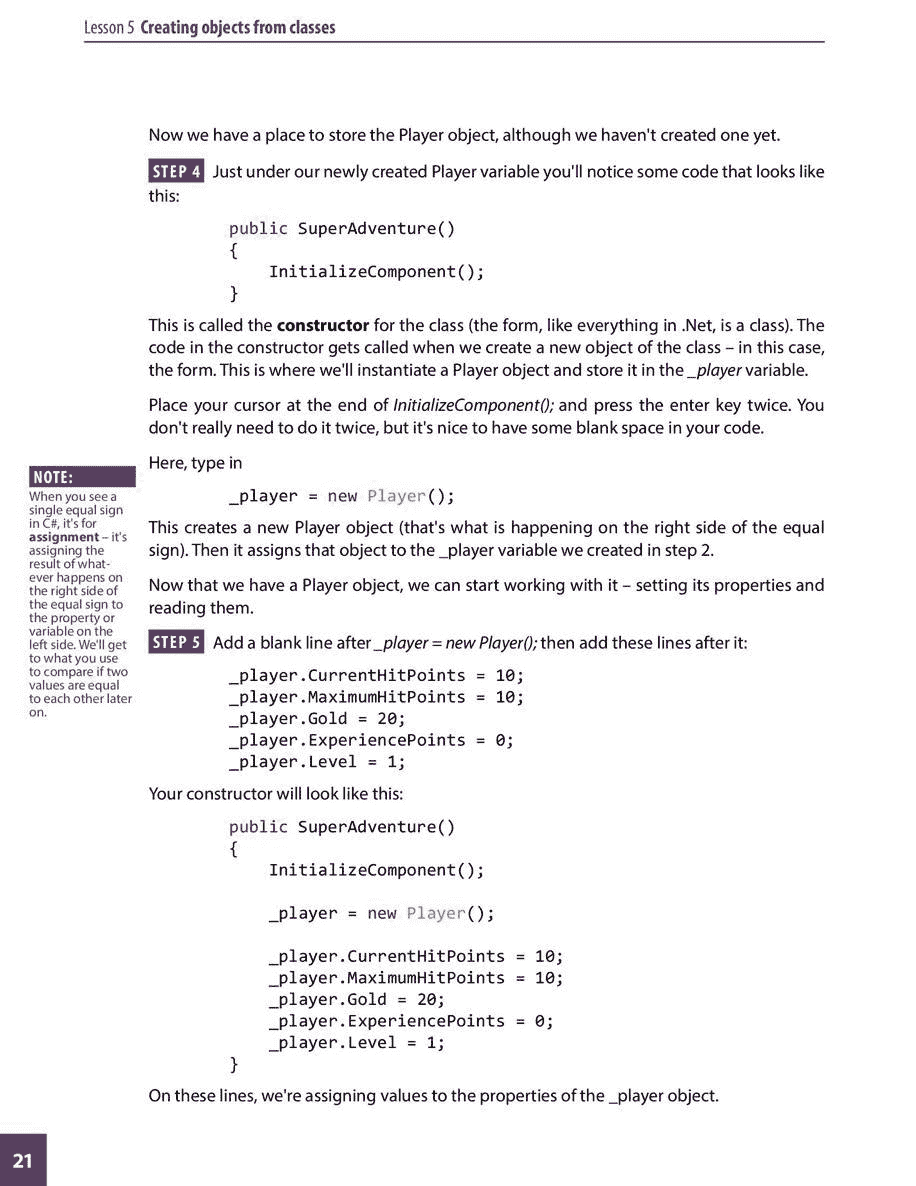 Lesson 5 Creating objects from classes
Now we have a place to store the Player object, although we haven't created one yet.
STEP 4 Just under our newly created Player variable you'll notice some code that looks like
this:
public SuperAdventure()
{
InitializeComponent();
}
This is called the constructor for the class (the form, like everything in .Net, is a class). The
code in the constructor gets called when we create a new object of the class – in this case,
the form. This is where we'll instantiate a Player object and store it in the _player variable.
Place your cursor at the end of InitializeComponent(); and press the enter key twice. You
don't really need to do it twice, but it's nice to have some blank space in your code.
Here, type in
_player = new Player();
This creates a new Player object (that's what is happening on the right side of the equal
sign). Then it assigns that object to the _player variable we created in step 2.
Now that we have a Player object, we can start working with it – setting its properties and
reading them.
NOTE:
When you see a
single equal sign
in C#, it's for
assignment – it's
assigning the
result of what-
ever happens on
the right side of
the equal sign to
the property or
variable on the
left side. We'll get
to what you use
to compare if two
values are equal
to each other later
on.
STEP 5 Add a blank line after _player = new Player(); then add these lines after it:
_player.CurrentHitPoints = 10;
_player.MaximumHitPoints = 10;
_player.Gold = 20;
_player.ExperiencePoints = 0;
_player.Level = 1;
Your constructor will look like this:
public SuperAdventure()
{
InitializeComponent();
_player = new Player();
_player.CurrentHitPoints = 10;
_player.MaximumHitPoints = 10;
_player.Gold = 20;
_player.ExperiencePoints = 0;
_player.Level = 1;
}
On these lines, we're assigning values to the properties of the _player object.
21